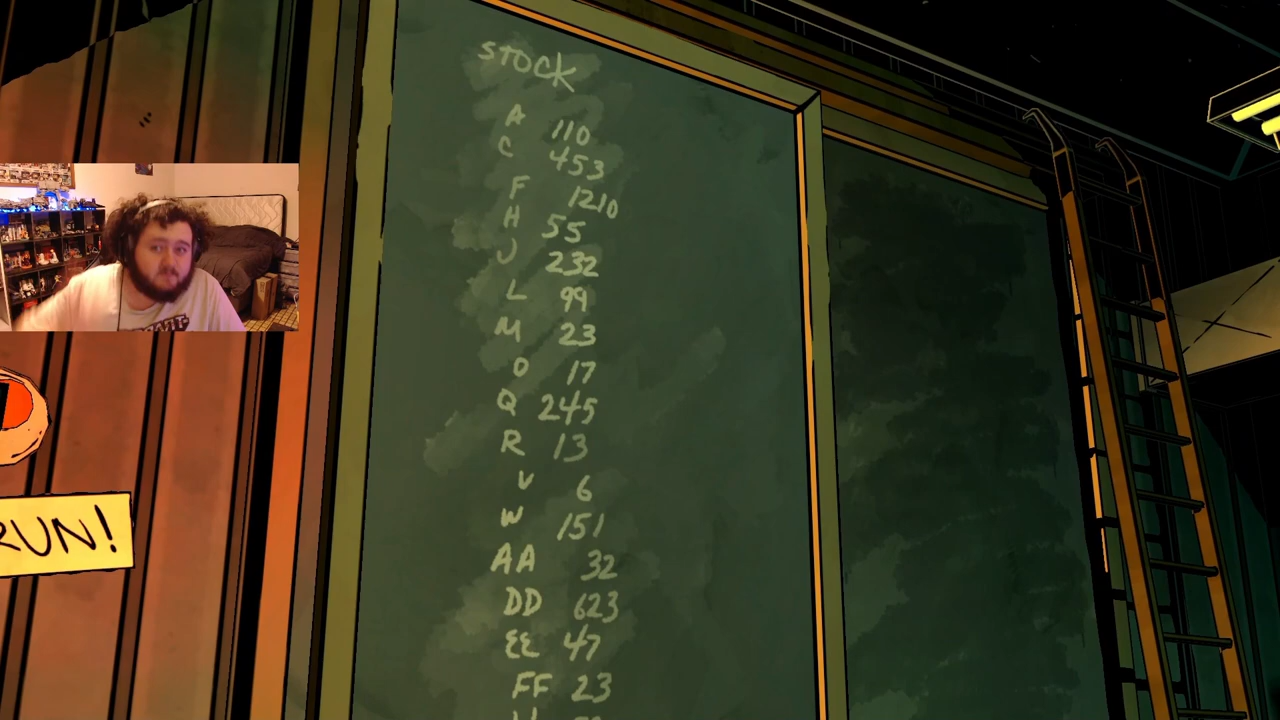 STOCK
A 110
C 453
F 1210
H 55
J 232
L 99
M 23
O 17
Q 245
R 13
V 6
W 151
AA 32
DD 623
EE 47
FF 23
RUN!